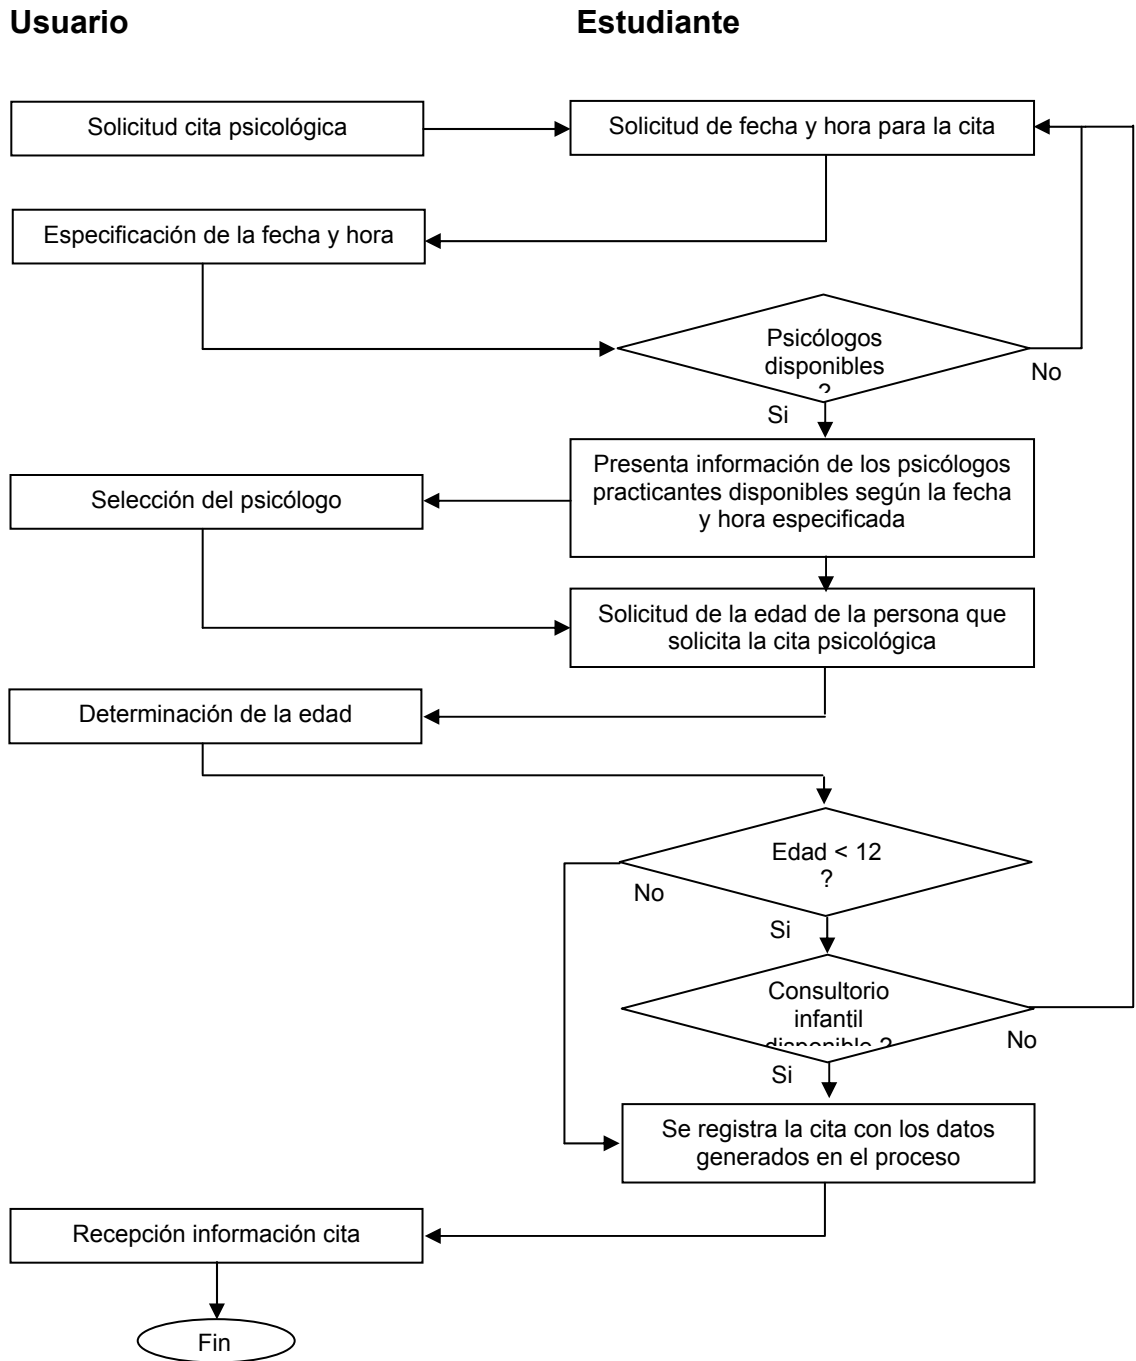 Usuario
Estudiante
Solicitud cita psicológica
Solicitud de fecha y hora para la cita
Especificación de la fecha y hora
Psicólogos
disponibles
?
No
Si
Presenta información de los psicólogos
practicantes disponibles según la fecha
y hora especificada
Selección del psicólogo
Solicitud de la edad de la persona que
solicita la cita psicológica
Determinación de la edad
Edad < 12
?
No
Si
Consultorio
infantil
disponible ?
No
Si
Se registra la cita con los datos
generados en el proceso
Recepción información cita
Fin